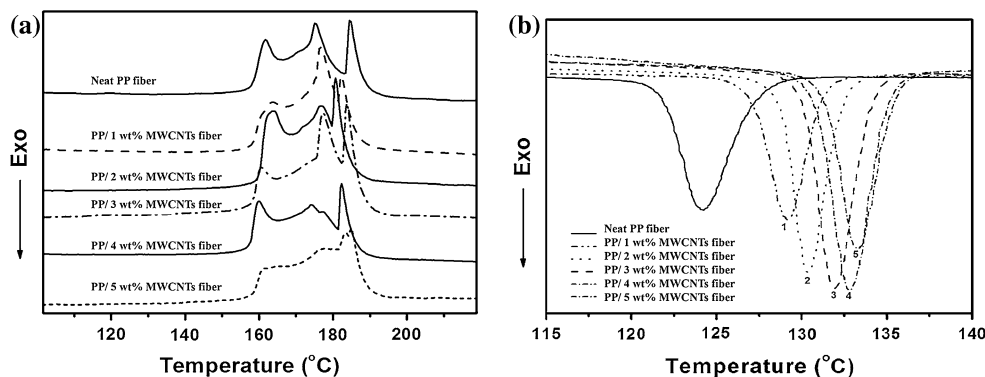 (a)
Exo
Neat PP fiber
PP/ 1 wt% MWCNTs fiber
PP/ 2 wt% MWCNTs fiber
PP/ 3 wt% MWCNTs fiber
PP/ 4 wt% MWCNTs fiber
PP/ 5 wt% MWCNTs fiber
120 140 160 180 200
Temperature (°C)
(b)
Exo
1
2
3
4
5
Neat PP fiber
PP/ 1 wt% MWCNTs fiber
PP/ 2 wt% MWCNTs fiber
PP/ 3 wt% MWCNTs fiber
PP/ 4 wt% MWCNTs fiber
PP/ 5 wt% MWCNTs fiber
115 120 125 130 135 140
Temperature (°C)